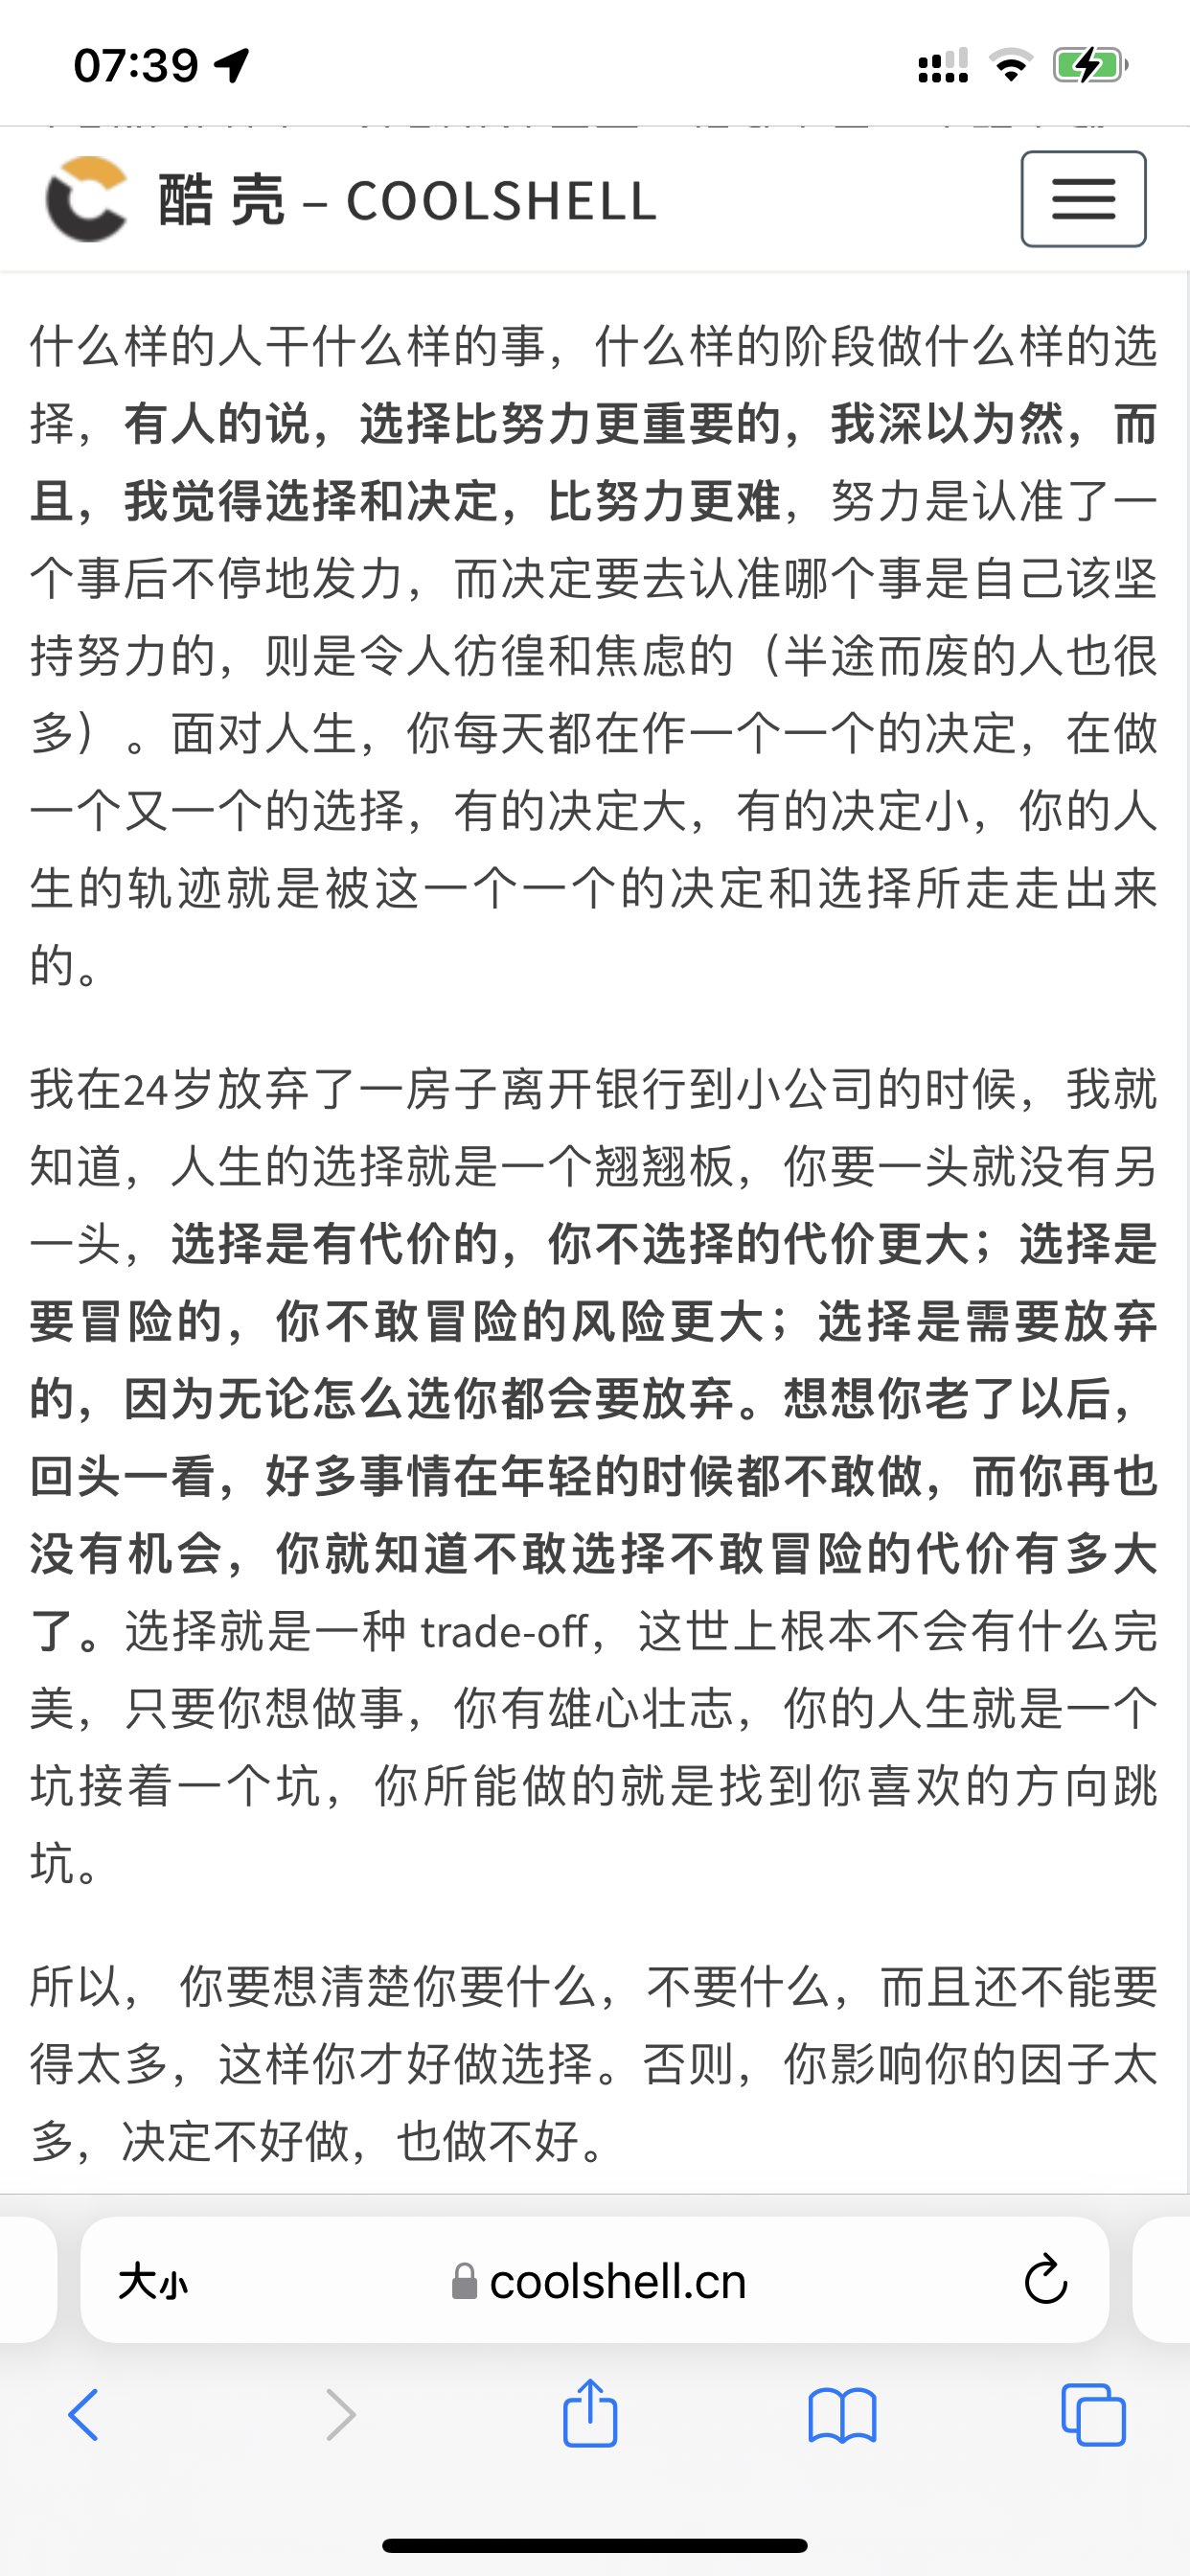 07:39
酷 壳 – COOLSHELL
什么样的人干什么样的事，什么样的阶段做什么样的选
择，有人的说，选择比努力更重要的，我深以为然，而
且，我觉得选择和决定，比努力更难，努力是认准了一
个事后不停地发力，而决定要去认准哪个事是自己该坚
持努力的，则是令人彷徨和焦虑的（半途而废的人也很
多）。面对人生，你每天都在作一个一个的决定，在做
一个又一个的选择，有的决定大，有的决定小，你的人
生的轨迹就是被这一个一个的决定和选择所走走出来
的。
我在24岁放弃了一房子离开银行到小公司的时候，我就
知道，人生的选择就是一个翘翘板，你要一头就没有另
一头，选择是有代价的，你不选择的代价更大；选择是
要冒险的，你不敢冒险的风险更大；选择是需要放弃
的，因为无论怎么选你都会要放弃。想想你老了以后，
回头一看，好多事情在年轻的时候都不敢做，而你再也
没有机会，你就知道不敢选择不敢冒险的代价有多大
了。选择就是一种 trade-off，这世上根本不会有什么完
美，只要你想做事，你有雄心壮志，你的人生就是一个
坑接着一个坑，你所能做的就是找到你喜欢的方向跳
坑。
所以， 你要想清楚你要什么，不要什么，而且还不能要
得太多，这样你才好做选择。否则，你影响你的因子太
多，决定不好做，也做不好。
大小
coolshell.cn